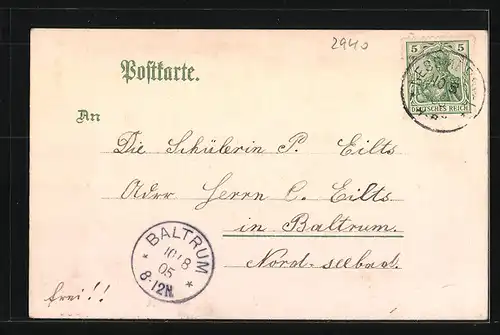 2940
Postkarte.
5 5
DEUTSCHES REICH
An
Die Schülerin P. Eilts
Adrr Herrn C. Eilts
in Baltrum.
Nord-seebad.
BALTRUM
10/8
05
8-12N.
frei!!